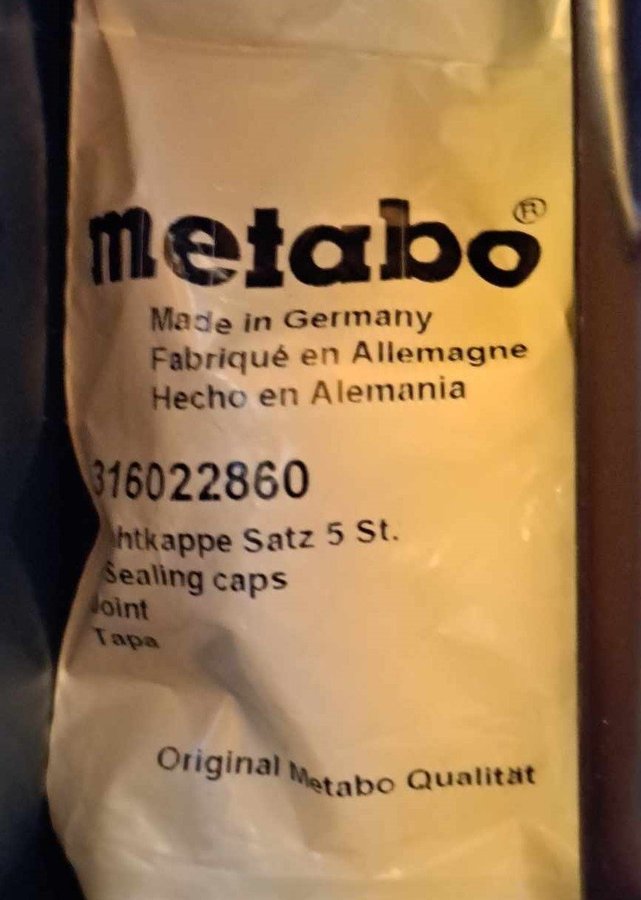 metabo®
Made in Germany
Fabriqué en Allemagne
Hecho en Alemania
316022860
htkappe Satz 5 St.
Sealing caps
Joint
Tapa
Original Metabo Qualität